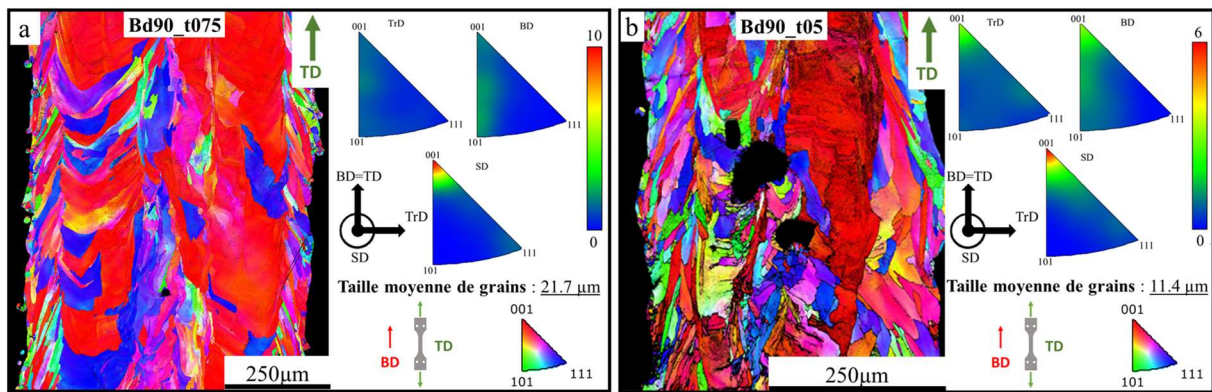 a
Bd90_t075
TD
001 TrD
101
111
001 BD
101
111
10
0
001
SD
101
111
BD=TD
TrD
SD
Taille moyenne de grains : 21.7 µm
BD
TD
001
101
111
250µm
b
Bd90_t05
TD
001 TrD
101
111
001 BD
101
111
6
0
001
SD
101
111
BD=TD
TrD
SD
Taille moyenne de grains : 11.4 µm
BD
TD
001
101
111
250µm